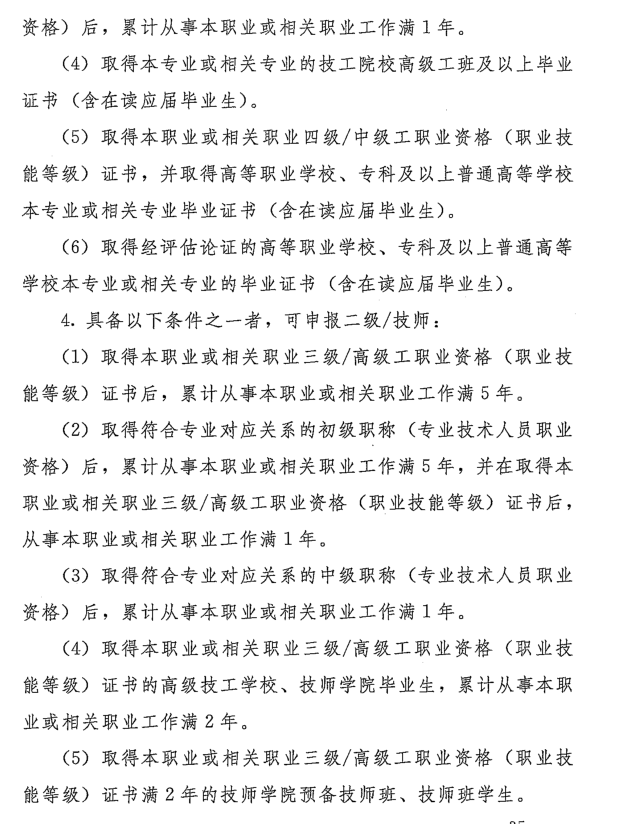 资格）后，累计从事本职业或相关职业工作满1年。
（4）取得本专业或相关专业的技工院校高级工班及以上毕业
证书（含在读应届毕业生）。
（5）取得本职业或相关职业四级/中级工职业资格（职业技
能等级）证书，并取得高等职业学校、专科及以上普通高等学校
本专业或相关专业毕业证书（含在读应届毕业生）。
（6）取得经评估论证的高等职业学校、专科及以上普通高等
学校本专业或相关专业的毕业证书（含在读应届毕业生）。
4. 具备以下条件之一者，可申报二级/技师：
（1）取得本职业或相关职业三级/高级工职业资格（职业技
能等级）证书后，累计从事本职业或相关职业工作满5年。
（2）取得符合专业对应关系的初级职称（专业技术人员职业
资格）后，累计从事本职业或相关职业工作满5年，并在取得本
职业或相关职业三级/高级工职业资格（职业技能等级）证书后，
从事本职业或相关职业工作满1年。
（3）取得符合专业对应关系的中级职称（专业技术人员职业
资格）后，累计从事本职业或相关职业工作满1年。
（4）取得本职业或相关职业三级/高级工职业资格（职业技
能等级）证书的高级技工学校、技师学院毕业生，累计从事本职
业或相关职业工作满2年。
（5）取得本职业或相关职业三级/高级工职业资格（职业技
能等级）证书满2年的技师学院预备技师班、技师班学生。